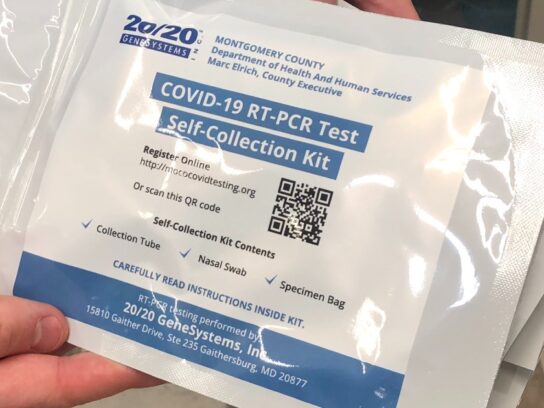 20/20
GENESYSTEMS
INC.
MONTGOMERY COUNTY
Department of Health And Human Services
Marc Elrich, County Executive
COVID-19 RT-PCR Test
Self-Collection Kit
Register Online
http://mococovidtesting.org
Or scan this QR code
Self-Collection Kit Contents
✓ Collection Tube ✓ Nasal Swab ✓ Specimen Bag
CAREFULLY READ INSTRUCTIONS INSIDE KIT.
RT-PCR testing performed by:
20/20 GeneSystems, Inc.
15810 Gaither Drive, Ste 235 Gaithersburg, MD 20877